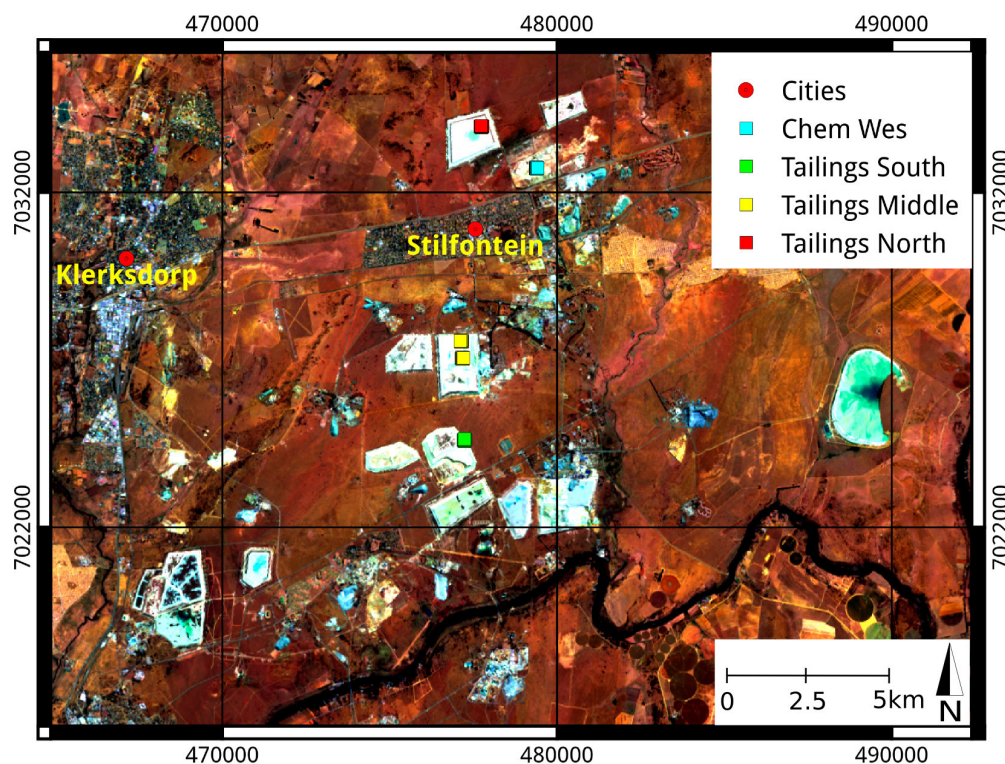 470000 480000 490000
Cities
Chem Wes
Tailings South
Tailings Middle
Tailings North
7032000 7032000
Stilfontein
Klerksdorp
7022000 7022000
0 2.5 5km
N
470000 480000 490000